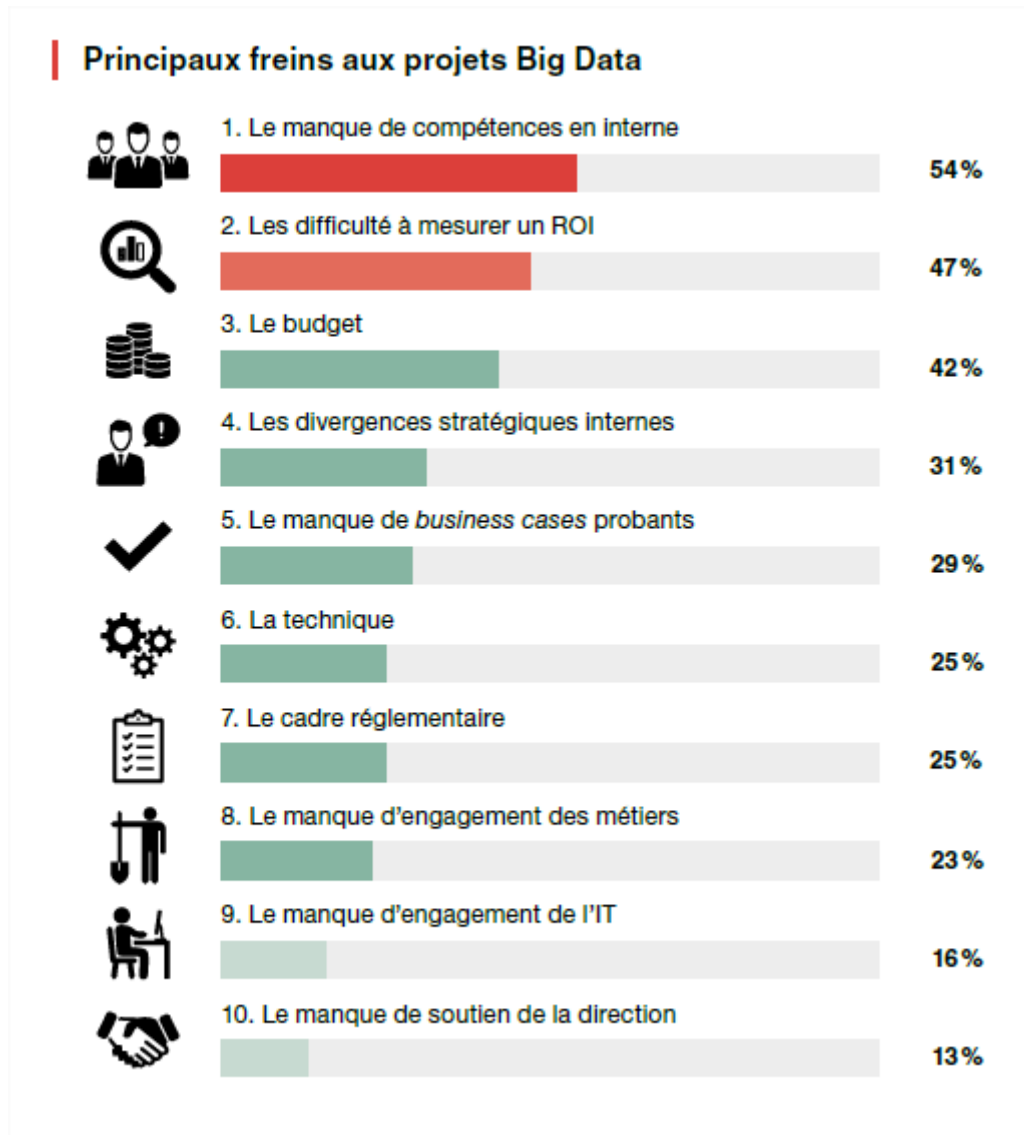 Principaux freins aux projets Big Data
1. Le manque de compétences en interne
54%
2. Les difficulté à mesurer un ROI
47%
3. Le budget
42%
4. Les divergences stratégiques internes
31%
5. Le manque de business cases probants
29%
6. La technique
25%
7. Le cadre réglementaire
25%
8. Le manque d’engagement des métiers
23%
9. Le manque d’engagement de l’IT
16%
10. Le manque de soutien de la direction
13%